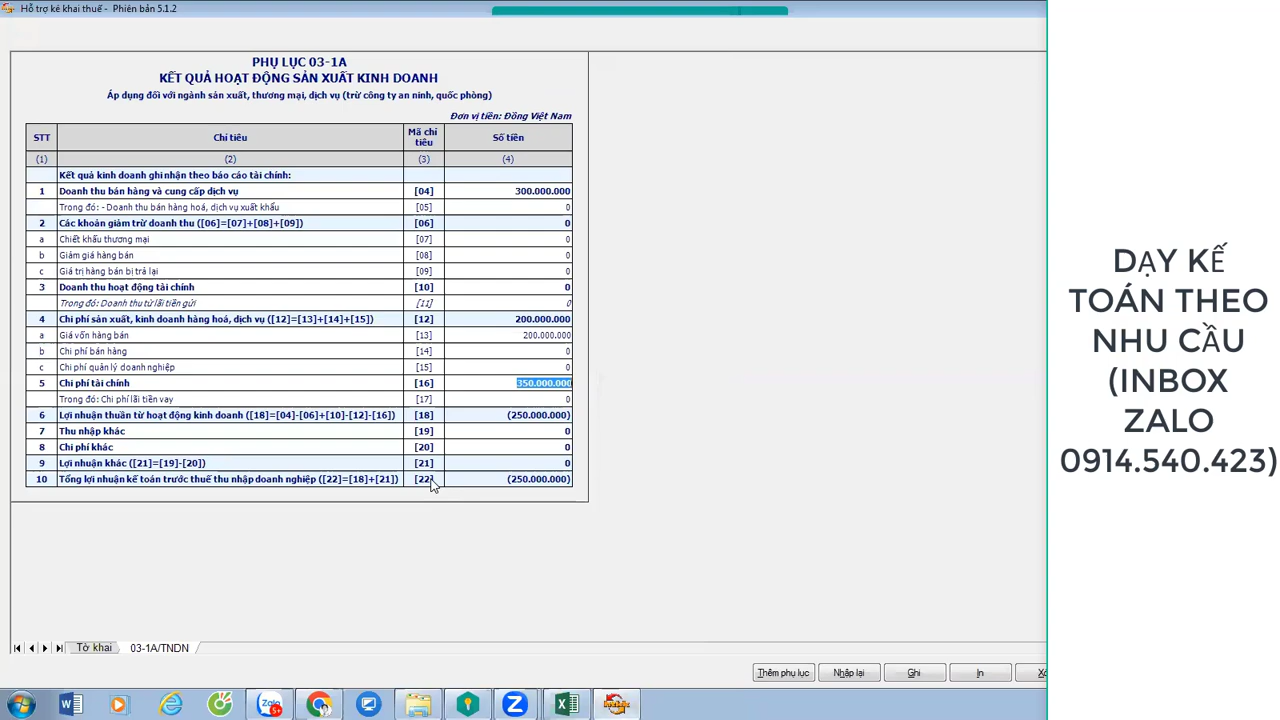 Hỗ trợ kê khai thuế - Phiên bản 5.1.2
PHỤ LỤC 03-1A
KẾT QUẢ HOẠT ĐỘNG SẢN XUẤT KINH DOANH
Áp dụng đối với ngành sản xuất, thương mại, dịch vụ (trừ công ty an ninh, quốc phòng)
Đơn vị tiền: Đồng Việt Nam
STT Chỉ tiêu Mã chỉ tiêu Số tiền
(1) (2) (3) (4)
Kết quả kinh doanh ghi nhận theo báo cáo tài chính:
1 Doanh thu bán hàng và cung cấp dịch vụ [04] 300.000.000
Trong đó: - Doanh thu bán hàng hoá, dịch vụ xuất khẩu [05] 0
2 Các khoản giảm trừ doanh thu ([06]=[07]+[08]+[09]) [06] 0
a Chiết khấu thương mại [07] 0
b Giảm giá hàng bán [08] 0
c Giá trị hàng bán bị trả lại [09] 0
3 Doanh thu hoạt động tài chính [10] 0
Trong đó: Doanh thu từ lãi tiền gửi [11] 0
4 Chi phí sản xuất, kinh doanh hàng hoá, dịch vụ ([12]=[13]+[14]+[15]) [12] 200.000.000
a Giá vốn hàng bán [13] 200.000.000
b Chi phí bán hàng [14] 0
c Chi phí quản lý doanh nghiệp [15] 0
5 Chi phí tài chính [16] 350.000.000
Trong đó: Chi phí lãi tiền vay [17] 0
6 Lợi nhuận thuần từ hoạt động kinh doanh ([18]=[04]-[06]+[10]-[12]-[16]) [18] (250.000.000)
7 Thu nhập khác [19] 0
8 Chi phí khác [20] 0
9 Lợi nhuận khác ([21]=[19]-[20]) [21] 0
10 Tổng lợi nhuận kế toán trước thuế thu nhập doanh nghiệp ([22]=[18]+[21]) [22] (250.000.000)
Tờ khai 03-1A/TNDN
Thêm phụ lục Nhập lại Ghi In
Zalo 5+
DẠY KẾ
TOÁN THEO
NHU CẦU
(INBOX
ZALO
0914.540.423)